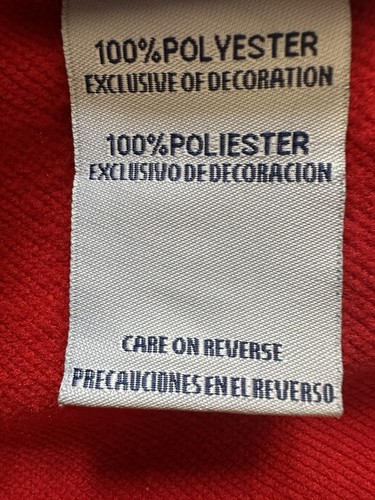 100%POLYESTER
EXCLUSIVE OF DECORATION
100%POLIESTER
EXCLUSIVO DE DECORACION
CARE ON REVERSE
PRECAUCIONES EN EL REVERSO